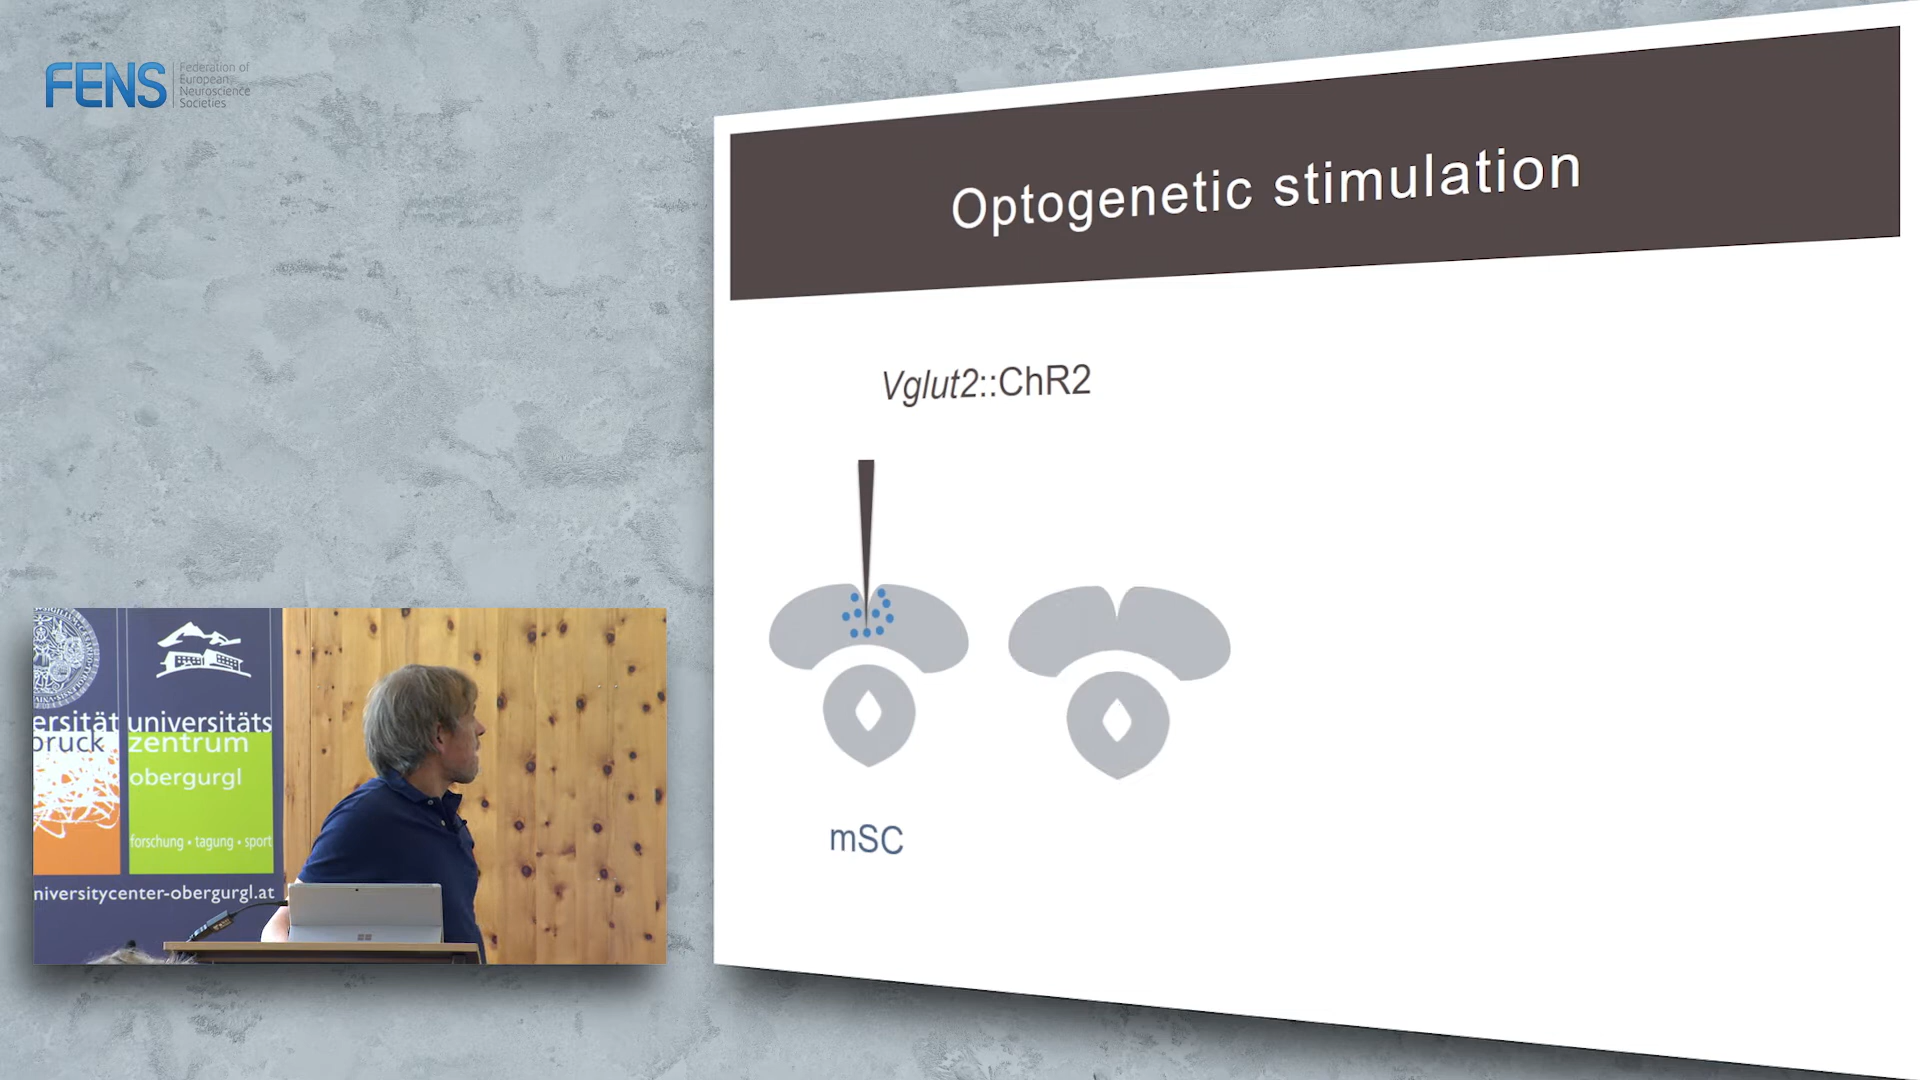 FENS
Federation of
European
Neuroscience
Societies
Optogenetic stimulation
Vglut2::ChR2
mSC
ersität
bruck
universitäts
zentrum
obergurgl
forschung • tagung • sport
niversitycenter-obergurgl.at